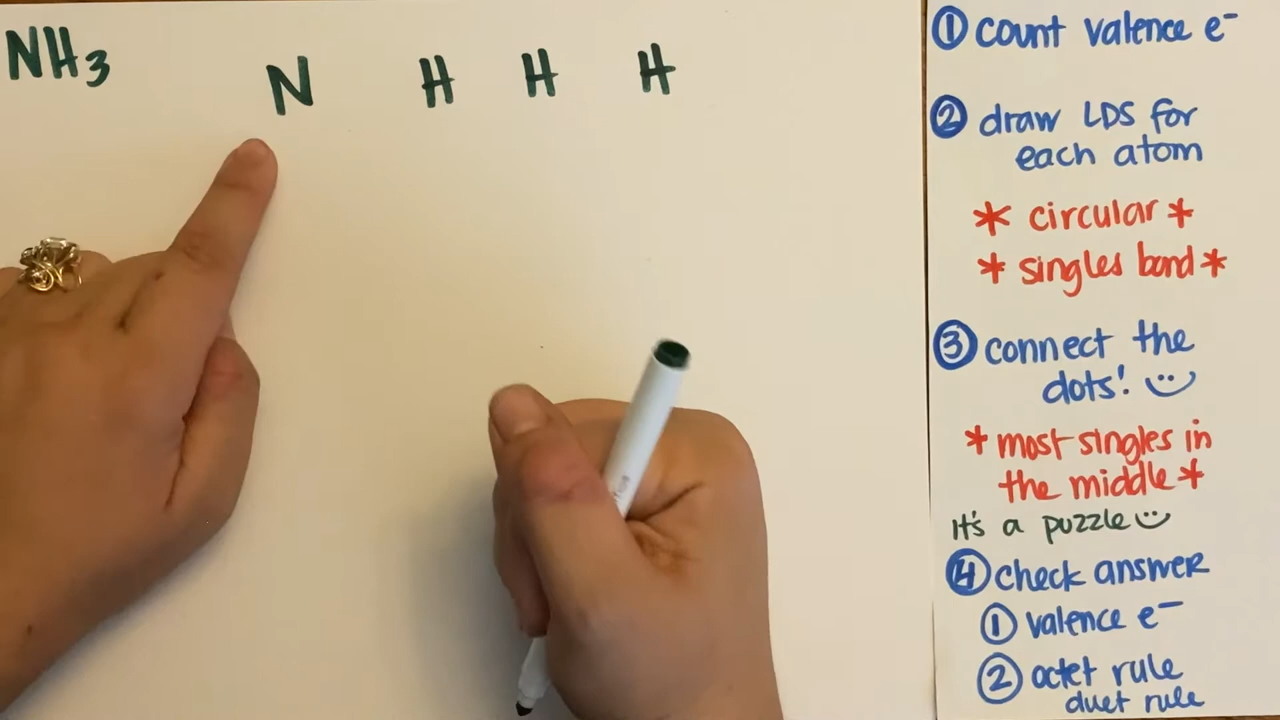 NH3
N H H H
① count valence e⁻
② draw LDS for
each atom
* circular *
* singles bond *
③ connect the
dots! :)
* most singles in
the middle *
It's a puzzle :)
④ check answer
① valence e⁻
② octet rule
duet rule